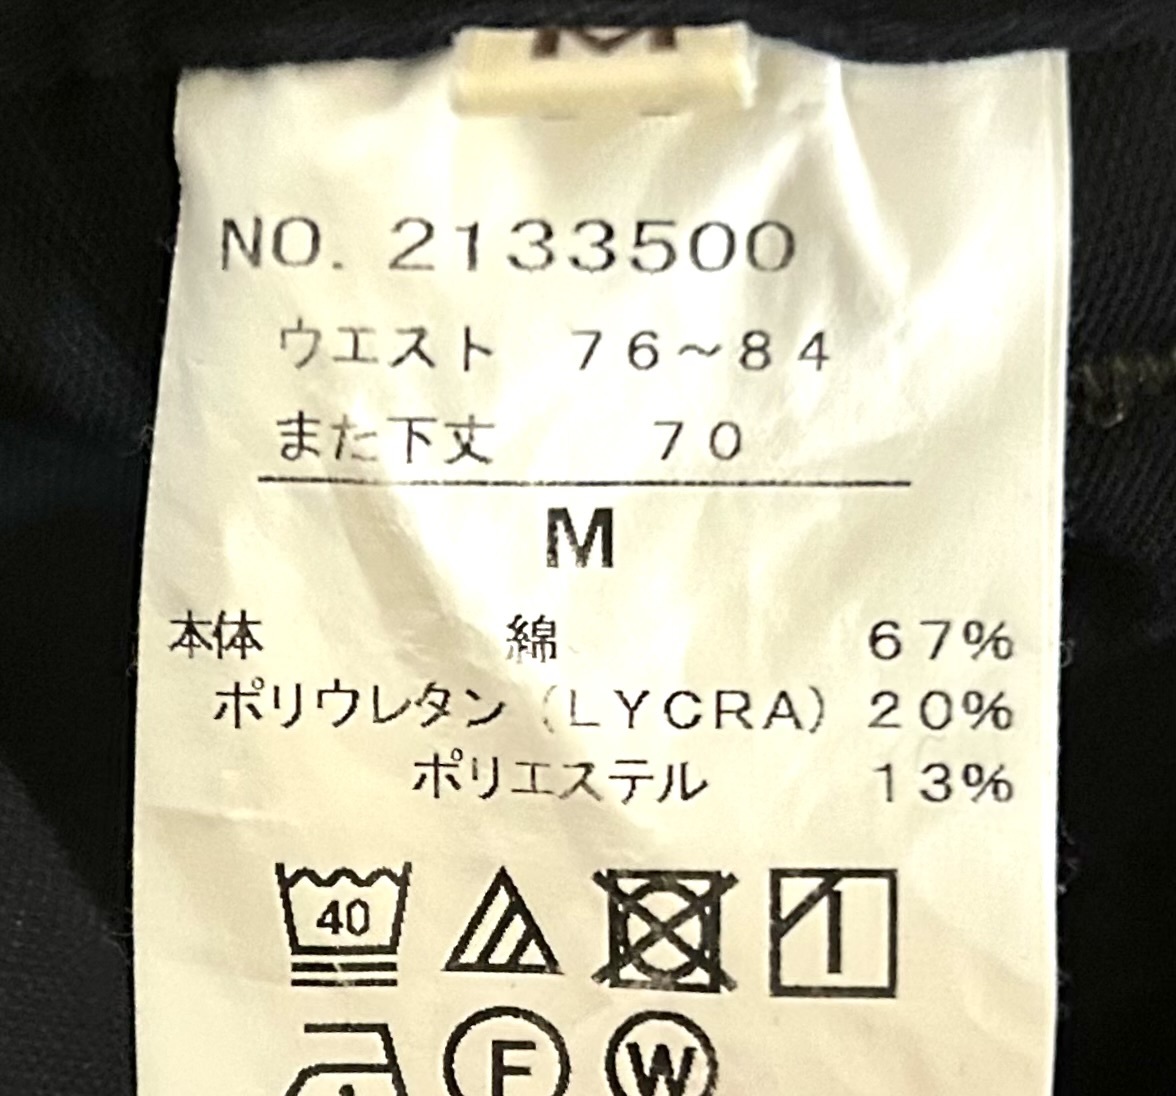 M
NO. 2133500
ウエスト 76~84
また下丈 70
M
本体 綿 67%
ポリウレタン(LYCRA) 20%
ポリエステル 13%
40
F W